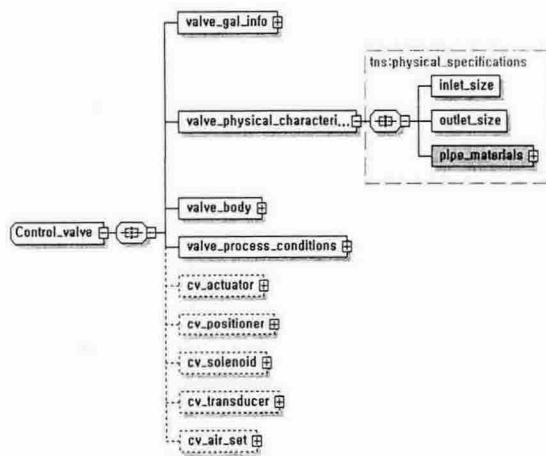 valve_gal_info
tns:physical_specifications
inlet_size
valve_physical_characteri...
outlet_size
pipe_materials
valve_body
Control_valve
valve_process_conditions
cv_actuator
cv_positioner
cv_solenoid
cv_transducer
cv_air_set